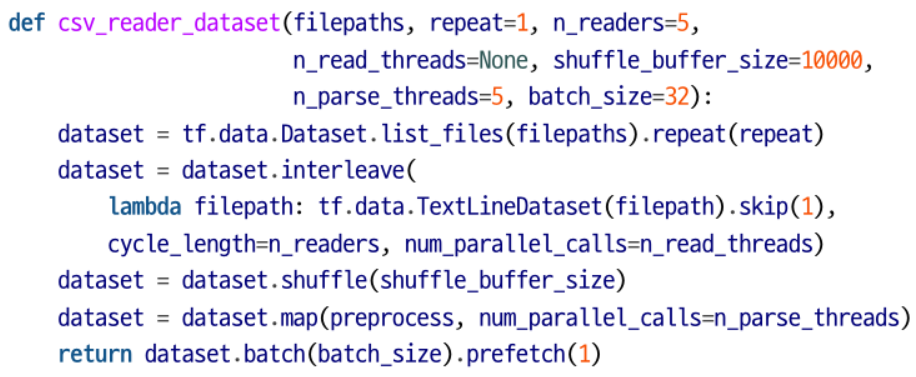 def csv_reader_dataset(filepaths, repeat=1, n_readers=5,
                       n_read_threads=None, shuffle_buffer_size=10000,
                       n_parse_threads=5, batch_size=32):
    dataset = tf.data.Dataset.list_files(filepaths).repeat(repeat)
    dataset = dataset.interleave(
        lambda filepath: tf.data.TextLineDataset(filepath).skip(1),
        cycle_length=n_readers, num_parallel_calls=n_read_threads)
    dataset = dataset.shuffle(shuffle_buffer_size)
    dataset = dataset.map(preprocess, num_parallel_calls=n_parse_threads)
    return dataset.batch(batch_size).prefetch(1)